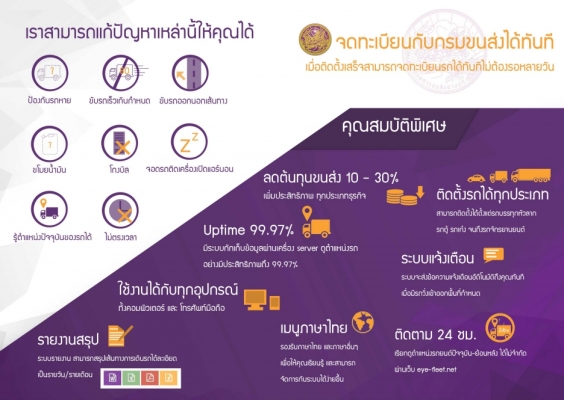 เราสามารถแก้ปัญหาเหล่านี้ให้คุณได้
ป้องกันรถหาย
ขับรถเร็วเกินกำหนด
ขับรถออกนอกเส้นทาง
ขโมยน้ำมัน
โกงบิล
จอดรถติดเครื่องเปิดแอร์นอน
รู้ตำแหน่งปัจจุบันของรถได้
ไม่ตรงเวลา
จดทะเบียนกับกรมขนส่งได้ทันที
เมื่อติดตั้งเสร็จสามารถจดทะเบียนรถได้ทันทีไม่ต้องรอหลายวัน
คุณสมบัติพิเศษ
ลดต้นทุนขนส่ง 10 - 30%
เพิ่มประสิทธิภาพ ทุกประเภทธุรกิจ
ติดตั้งรถได้ทุกประเภท
สามารถติดตั้งได้ตั้งแต่รถบรรทุกหัวลาก
รถตู้ รถเก๋ง จนถึงรถจักรยานยนต์
Uptime 99.97%
มีระบบกักเก็บข้อมูลผ่านเครื่อง server ดูตำแหน่งรถ
อย่างมีประสิทธิภาพถึง 99.97%
ระบบแจ้งเตือน
ระบบจะส่งข้อความแจ้งเตือนอัตโนมัติถึงคุณทันที
เมื่อมีรถวิ่งเข้าออกพื้นที่กำหนด
ใช้งานได้กับทุกอุปกรณ์
ทั้งคอมพิวเตอร์ และ โทรศัพท์มือถือ
เมนูภาษาไทย
รองรับภาษาไทย และภาษาอื่นๆ
เพื่อให้คุณเรียนรู้ และสามารถ
จัดการกับระบบได้ง่ายขึ้น
ติดตาม 24 ชม.
เรียกดูตำแหน่งรถยนต์ปัจจุบัน-ย้อนหลัง ได้ไม่จำกัด
ผ่านเว็บ eye-fleet.net
รายงานสรุป
ระบบรายงาน สามารถสรุปเส้นทางการเดินรถได้ละเอียด
เป็นรายวัน/รายเดือน